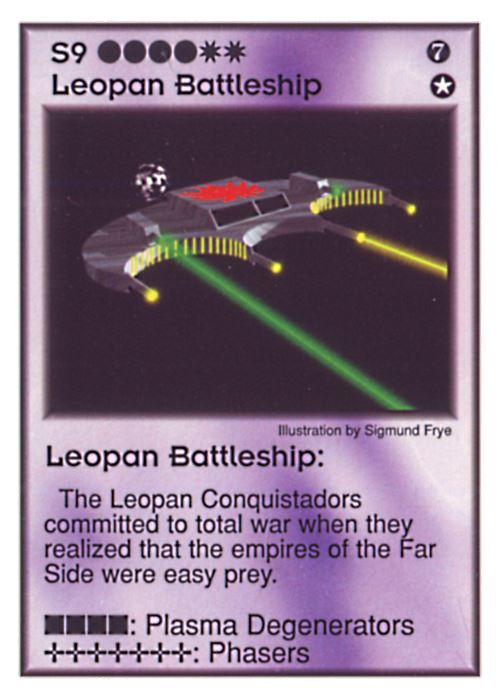 S9 ●●●●✷✷ 7
Leopan Battleship ★
Illustration by Sigmund Frye
Leopan Battleship:
The Leopan Conquistadors
committed to total war when they
realized that the empires of the Far
Side were easy prey.
■■■■: Plasma Degenerators
✢✢✢✢✢✢✢: Phasers